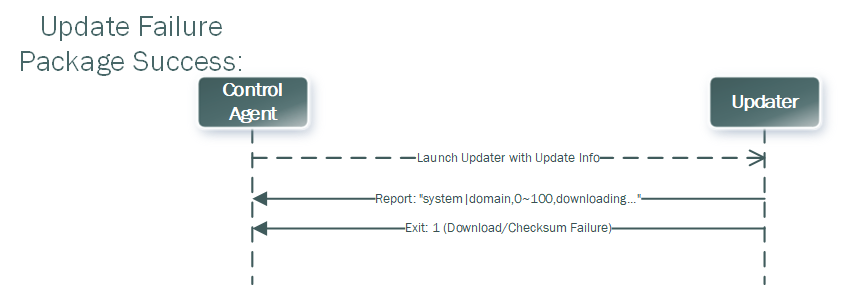 Update Failure
Package Success:
Control
Agent
Updater
Launch Updater with Update Info
Report: "system|domain,0~100,downloading..."
Exit: 1 (Download/Checksum Failure)